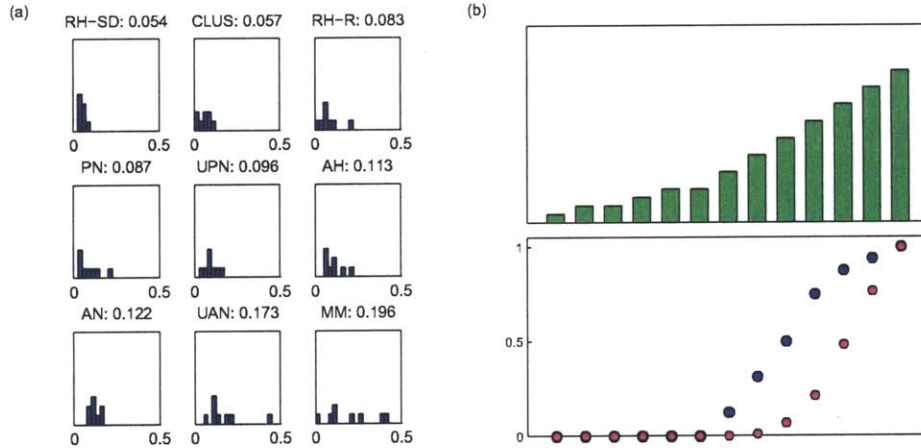 (a)
RH-SD: 0.054 CLUS: 0.057 RH-R: 0.083
0 0.5 0 0.5 0 0.5
PN: 0.087 UPN: 0.096 AH: 0.113
0 0.5 0 0.5 0 0.5
AN: 0.122 UAN: 0.173 MM: 0.196
0 0.5 0 0.5 0 0.5
(b)
1
0.5
0